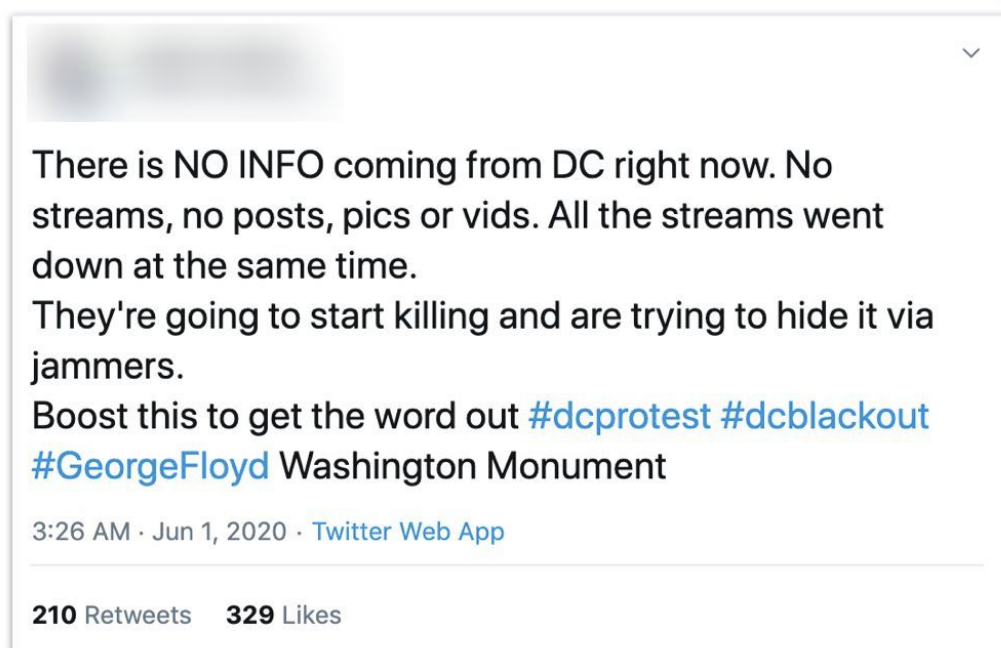 There is NO INFO coming from DC right now. No
streams, no posts, pics or vids. All the streams went
down at the same time.
They're going to start killing and are trying to hide it via
jammers.
Boost this to get the word out #dcprotest #dcblackout
#GeorgeFloyd Washington Monument
3:26 AM · Jun 1, 2020 · Twitter Web App
210 Retweets 329 Likes